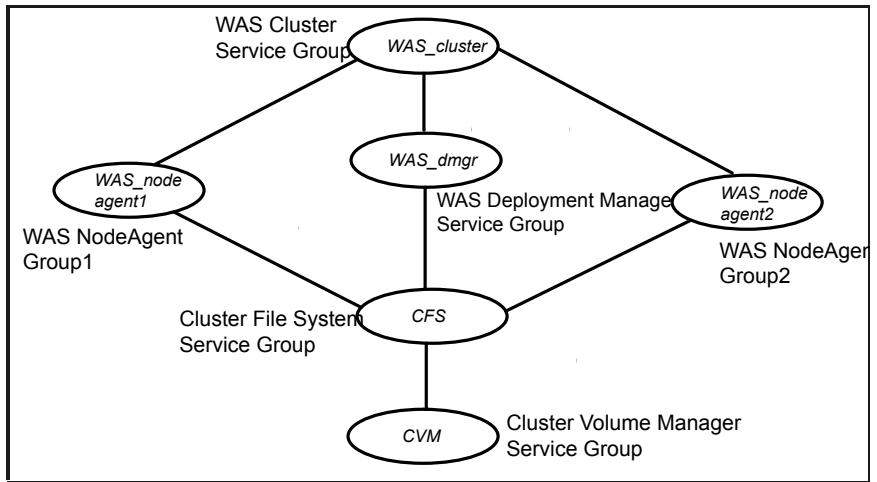 WAS Cluster
Service Group
WAS_cluster
WAS_dmgr
WAS_node
agent1
WAS Deployment Manage
Service Group
WAS_node
agent2
WAS NodeAgent
Group1
WAS NodeAger
Group2
Cluster File System
Service Group
CFS
CVM
Cluster Volume Manager
Service Group